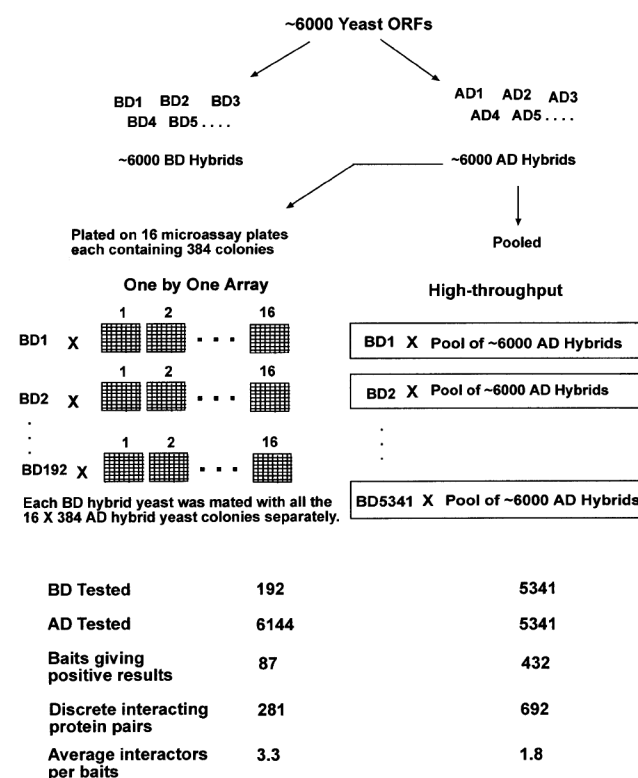 ~6000 Yeast ORFs
BD1 BD2 BD3
BD4 BD5 . . . .
AD1 AD2 AD3
AD4 AD5 . . . .
~6000 BD Hybrids
~6000 AD Hybrids
Plated on 16 microassay plates
each containing 384 colonies
Pooled
One by One Array
High-throughput
1 2 16
BD1 X . . .
BD1 X Pool of ~6000 AD Hybrids
1 2 16
BD2 X . . .
BD2 X Pool of ~6000 AD Hybrids
1 2 16
BD192 X . . .
Each BD hybrid yeast was mated with all the
16 X 384 AD hybrid yeast colonies separately.
BD5341 X Pool of ~6000 AD Hybrids
BD Tested 192 5341
AD Tested 6144 5341
Baits giving
positive results 87 432
Discrete interacting
protein pairs 281 692
Average interactors
per baits 3.3 1.8